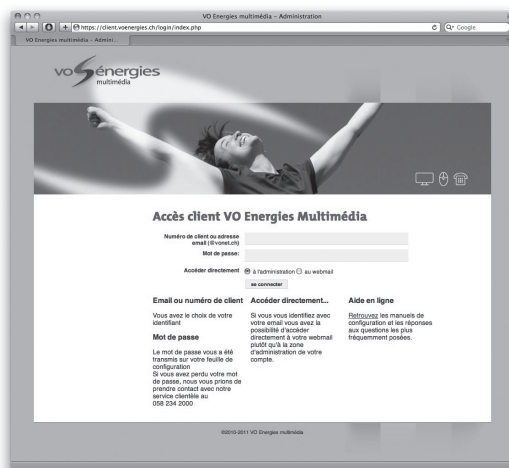 VO Energies multimédia – Administration
https://client.voenergies.ch/login/index.php
Google
VO Energies multimédia – Admini...
vo énergies
multimédia
Accès client VO Energies Multimédia
Numéro de client ou adresse
email (@vonet.ch)
Mot de passe:
Accéder directement
à l'administration
au webmail
se connecter
Email ou numéro de client
Vous avez le choix de votre
identifiant
Mot de passe
Le mot de passe vous a été
transmis sur votre feuille de
configuration
Si vous avez perdu votre mot
de passe, nous vous prions de
prendre contact avec notre
service clientèle au
058 234 2000
Accéder directement...
Si vous vous identifiez avec
votre email vous avez la
possibilité d'accéder
directement à votre webmail
plutôt qu'à la zone
d'administration de votre
compte.
Aide en ligne
Retrouvez les manuels de
configuration et les réponses
aux questions les plus
fréquemment posées.
©2010-2011 VO Energies multimédia